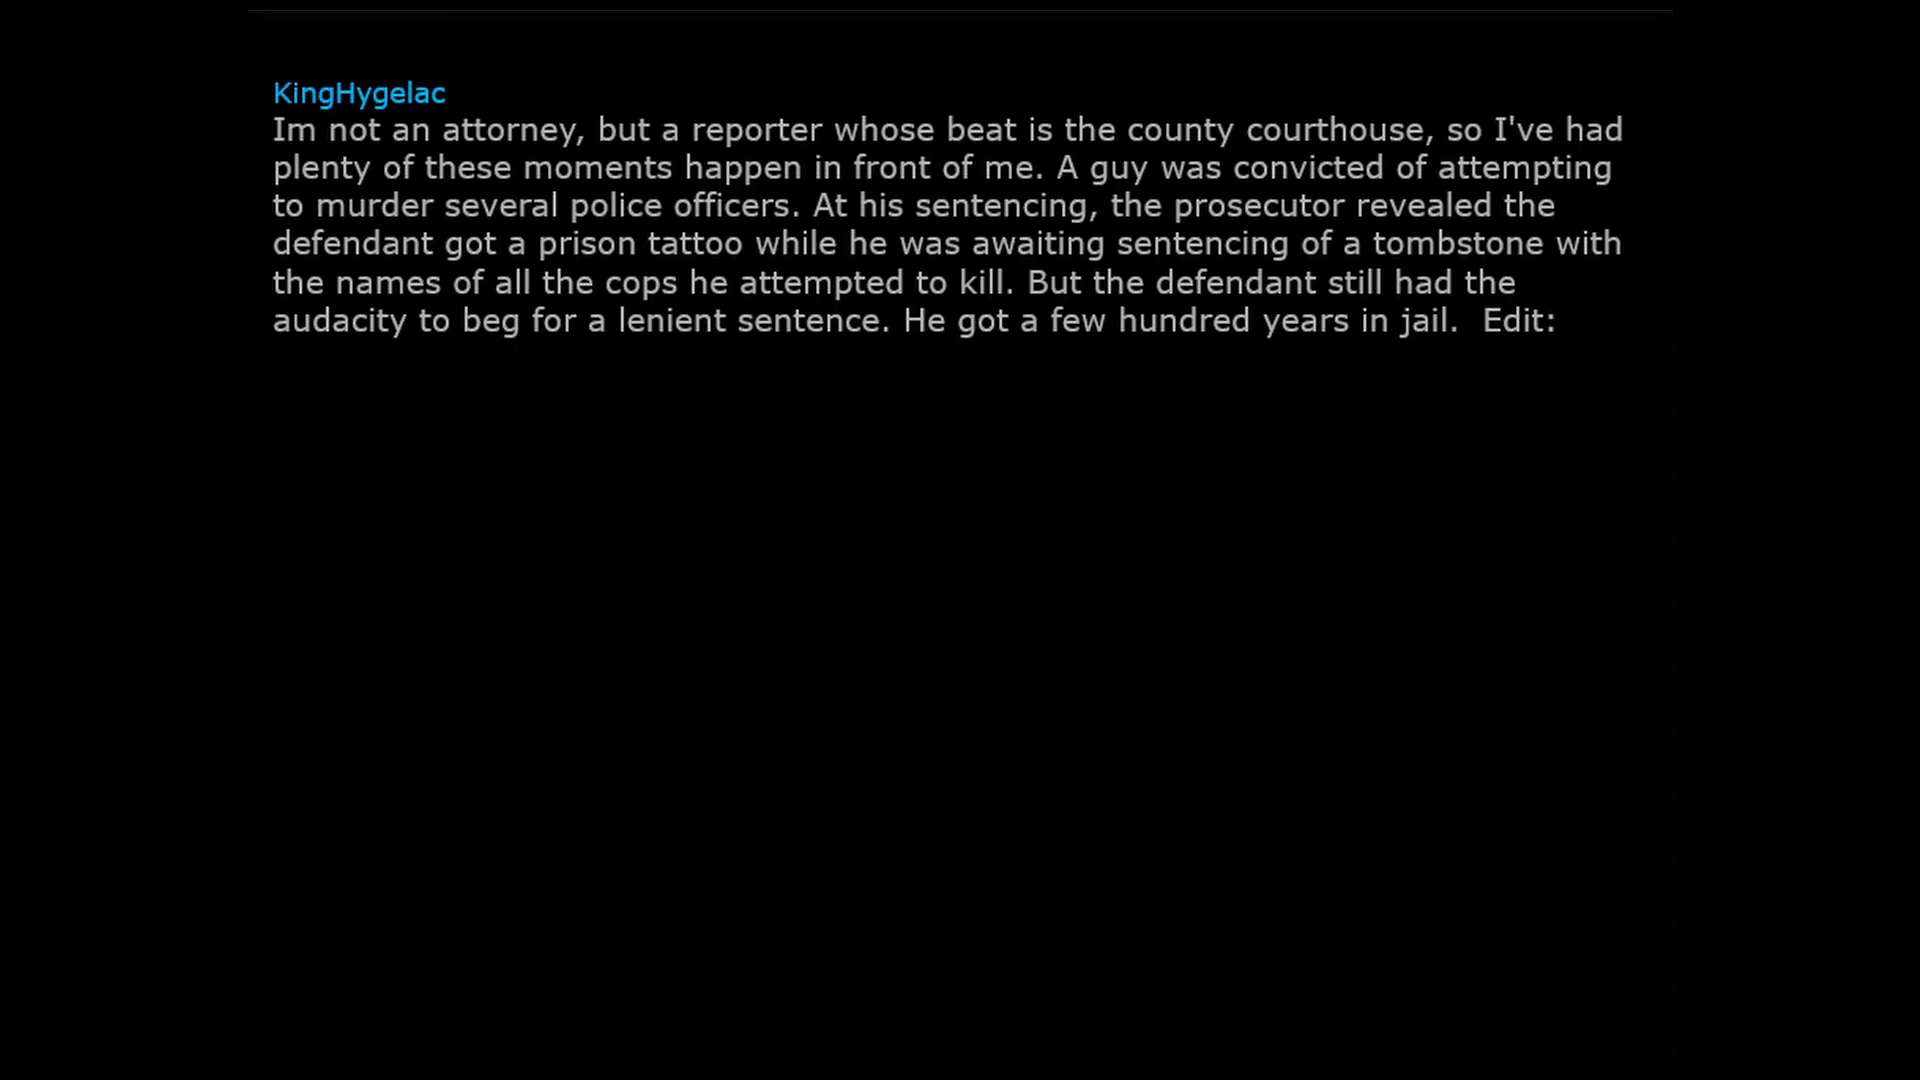 KingHygelac
Im not an attorney, but a reporter whose beat is the county courthouse, so I've had
plenty of these moments happen in front of me. A guy was convicted of attempting
to murder several police officers. At his sentencing, the prosecutor revealed the
defendant got a prison tattoo while he was awaiting sentencing of a tombstone with
the names of all the cops he attempted to kill. But the defendant still had the
audacity to beg for a lenient sentence. He got a few hundred years in jail.  Edit: